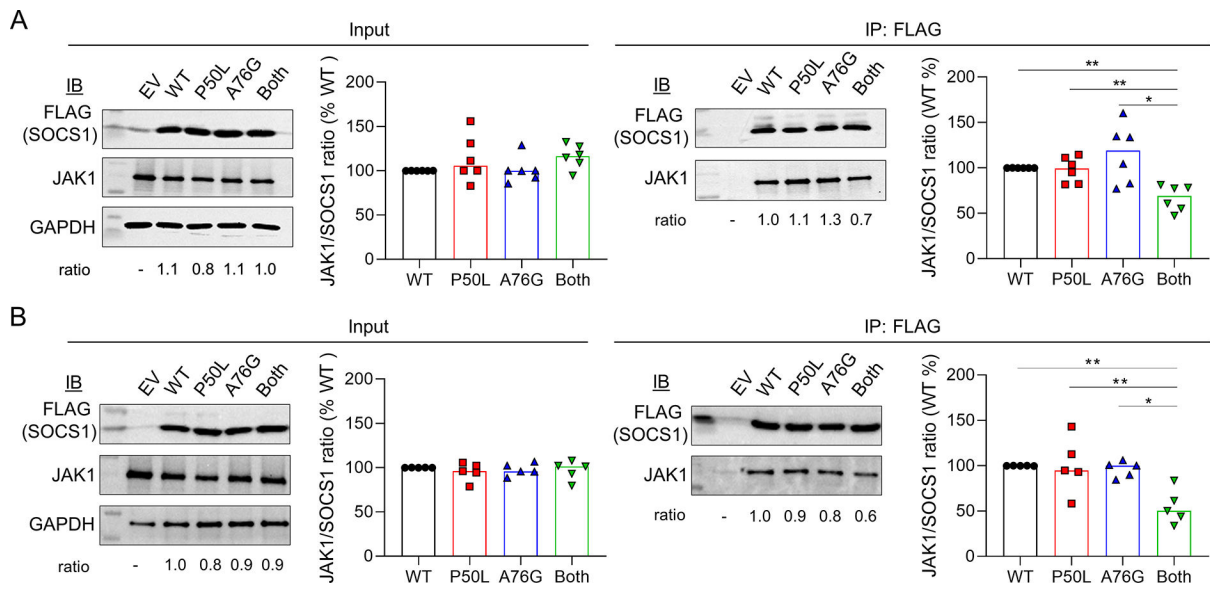 A
Input
IP: FLAG
IB
EV
WT
P50L
A76G
Both
FLAG
(SOCS1)
JAK1
GAPDH
ratio
- 1.1 0.8 1.1 1.0
JAK1/SOCS1 ratio (% WT )
200
150
100
50
0
WT P50L A76G Both
IB
EV
WT
P50L
A76G
Both
FLAG
(SOCS1)
JAK1
ratio
- 1.0 1.1 1.3 0.7
JAK1/SOCS1 ratio (WT %)
200
150
100
50
0
**
**
*
WT P50L A76G Both
B
Input
IP: FLAG
IB
EV
WT
P50L
A76G
Both
FLAG
(SOCS1)
JAK1
GAPDH
ratio
- 1.0 0.8 0.9 0.9
JAK1/SOCS1 ratio (% WT )
200
150
100
50
0
WT P50L A76G Both
IB
EV
WT
P50L
A76G
Both
FLAG
(SOCS1)
JAK1
ratio
- 1.0 0.9 0.8 0.6
JAK1/SOCS1 ratio (WT %)
200
150
100
50
0
**
**
*
WT P50L A76G Both